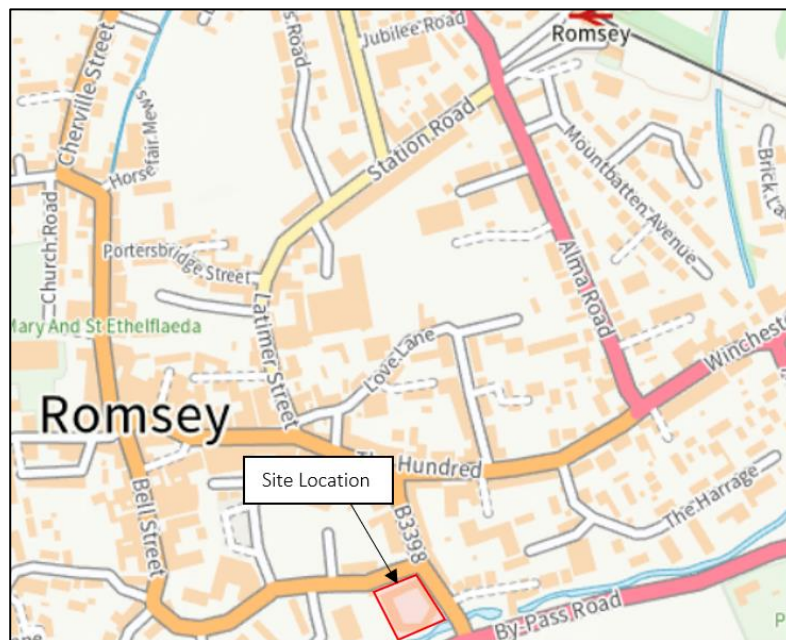 Jubilee Road
Romsey
Cherville Street
s Road
Station Road
Horsefair Mews
Mountbatten Avenue
Church Road
Portersbridge Street
Alma Road
Latimer Street
Mary And St Ethelflaeda
Love Lane
Winchester
Romsey
Hundred
Site Location
Bell Street
B3398
The Harrage
By-Pass Road